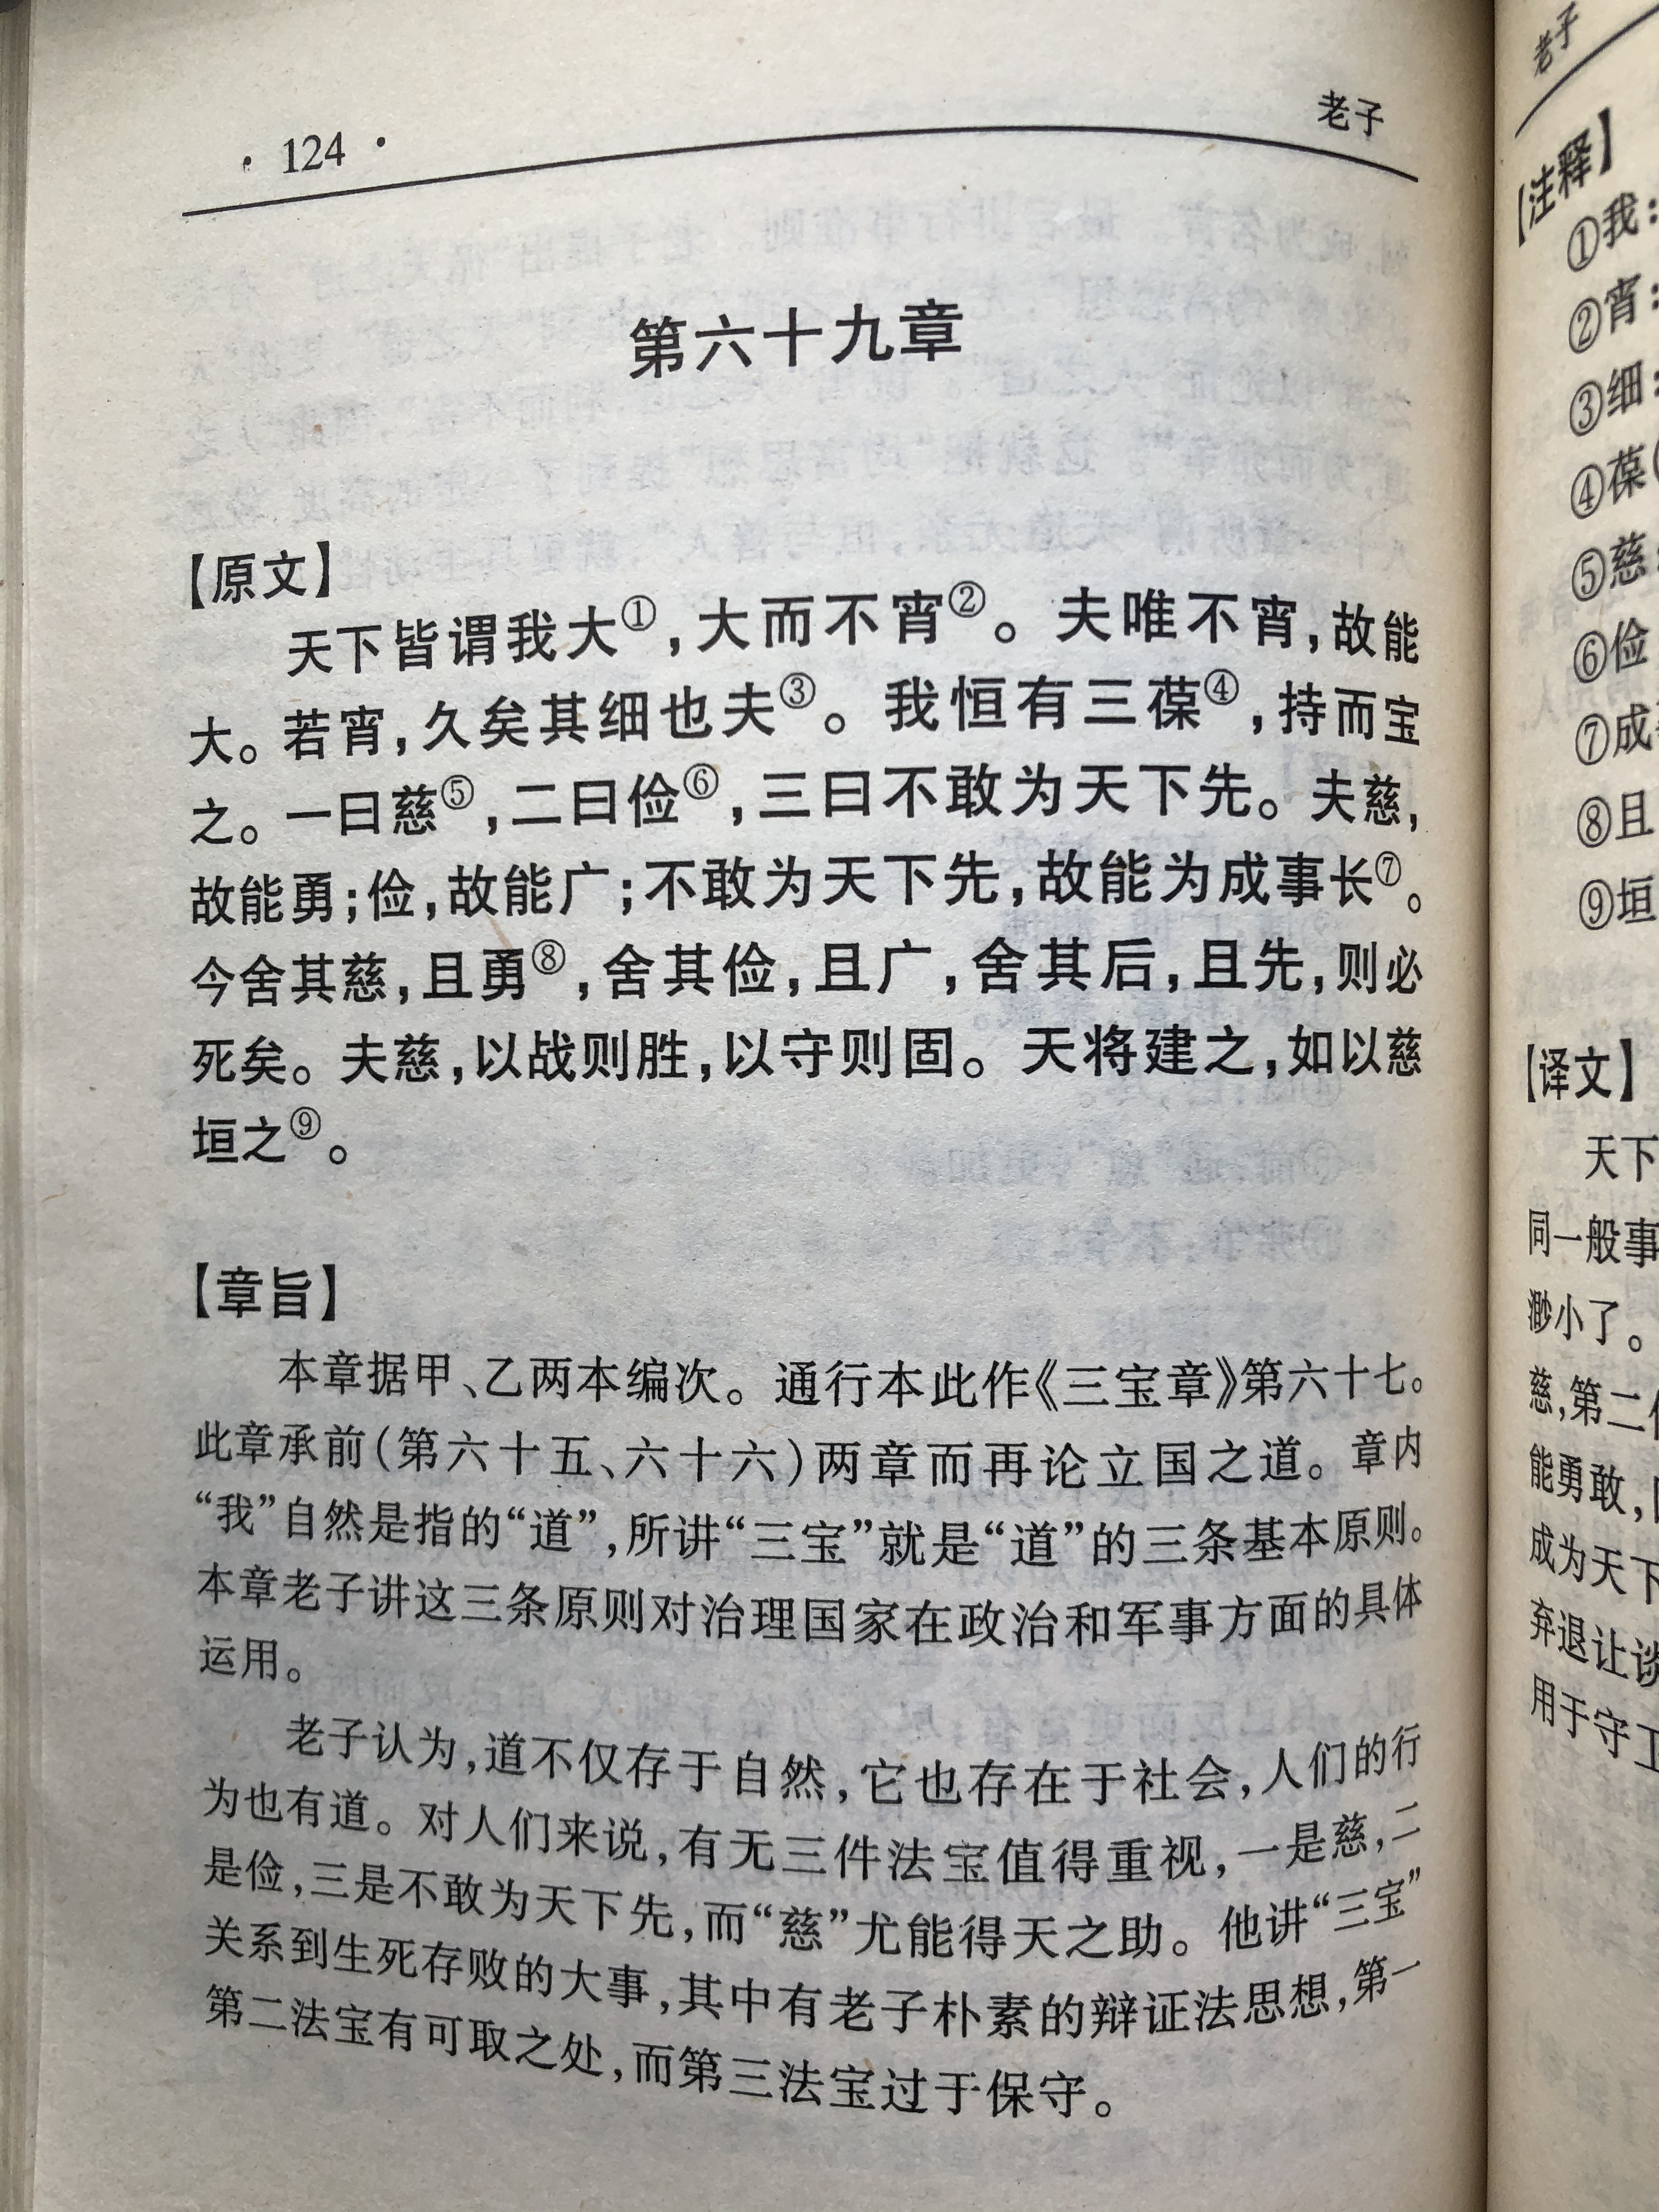 · 124 ·
老子
第六十九章
【原文】
天下皆谓我大①,大而不宵②。夫唯不宵,故能
大。若宵,久矣其细也夫③。我恒有三葆④,持而宝
之。一曰慈⑤,二曰俭⑥,三曰不敢为天下先。夫慈,
故能勇;俭,故能广;不敢为天下先,故能为成事长⑦。
今舍其慈,且勇⑧,舍其俭,且广,舍其后,且先,则必
死矣。夫慈,以战则胜,以守则固。天将建之,如以慈
垣之⑨。
【章旨】
本章据甲、乙两本编次。通行本此作《三宝章》第六十七。
此章承前(第六十五、六十六)两章而再论立国之道。章内
“我”自然是指的“道”,所讲“三宝”就是“道”的三条基本原则。
本章老子讲这三条原则对治理国家在政治和军事方面的具体
运用。
老子认为,道不仅存于自然,它也存在于社会,人们的行
为也有道。对人们来说,有无三件法宝值得重视,一是慈,二
是俭,三是不敢为天下先,而“慈”尤能得天之助。他讲“三宝”
关系到生死存败的大事,其中有老子朴素的辩证法思想,第一
第二法宝有可取之处,而第三法宝过于保守。
老子
【注释】
①我:
②宵:
③细:
④葆(
⑤慈:
⑥俭
⑦成
⑧且
⑨垣
【译文】
天下
同一般事
渺小了。
慈,第二
能勇敢,
成为天下
弃退让谈
用于守